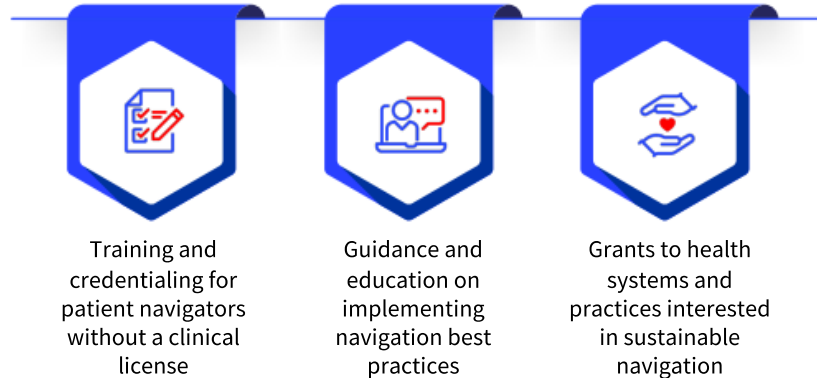 Training and
credentialing for
patient navigators
without a clinical
license
Guidance and
education on
implementing
navigation best
practices
Grants to health
systems and
practices interested
in sustainable
navigation